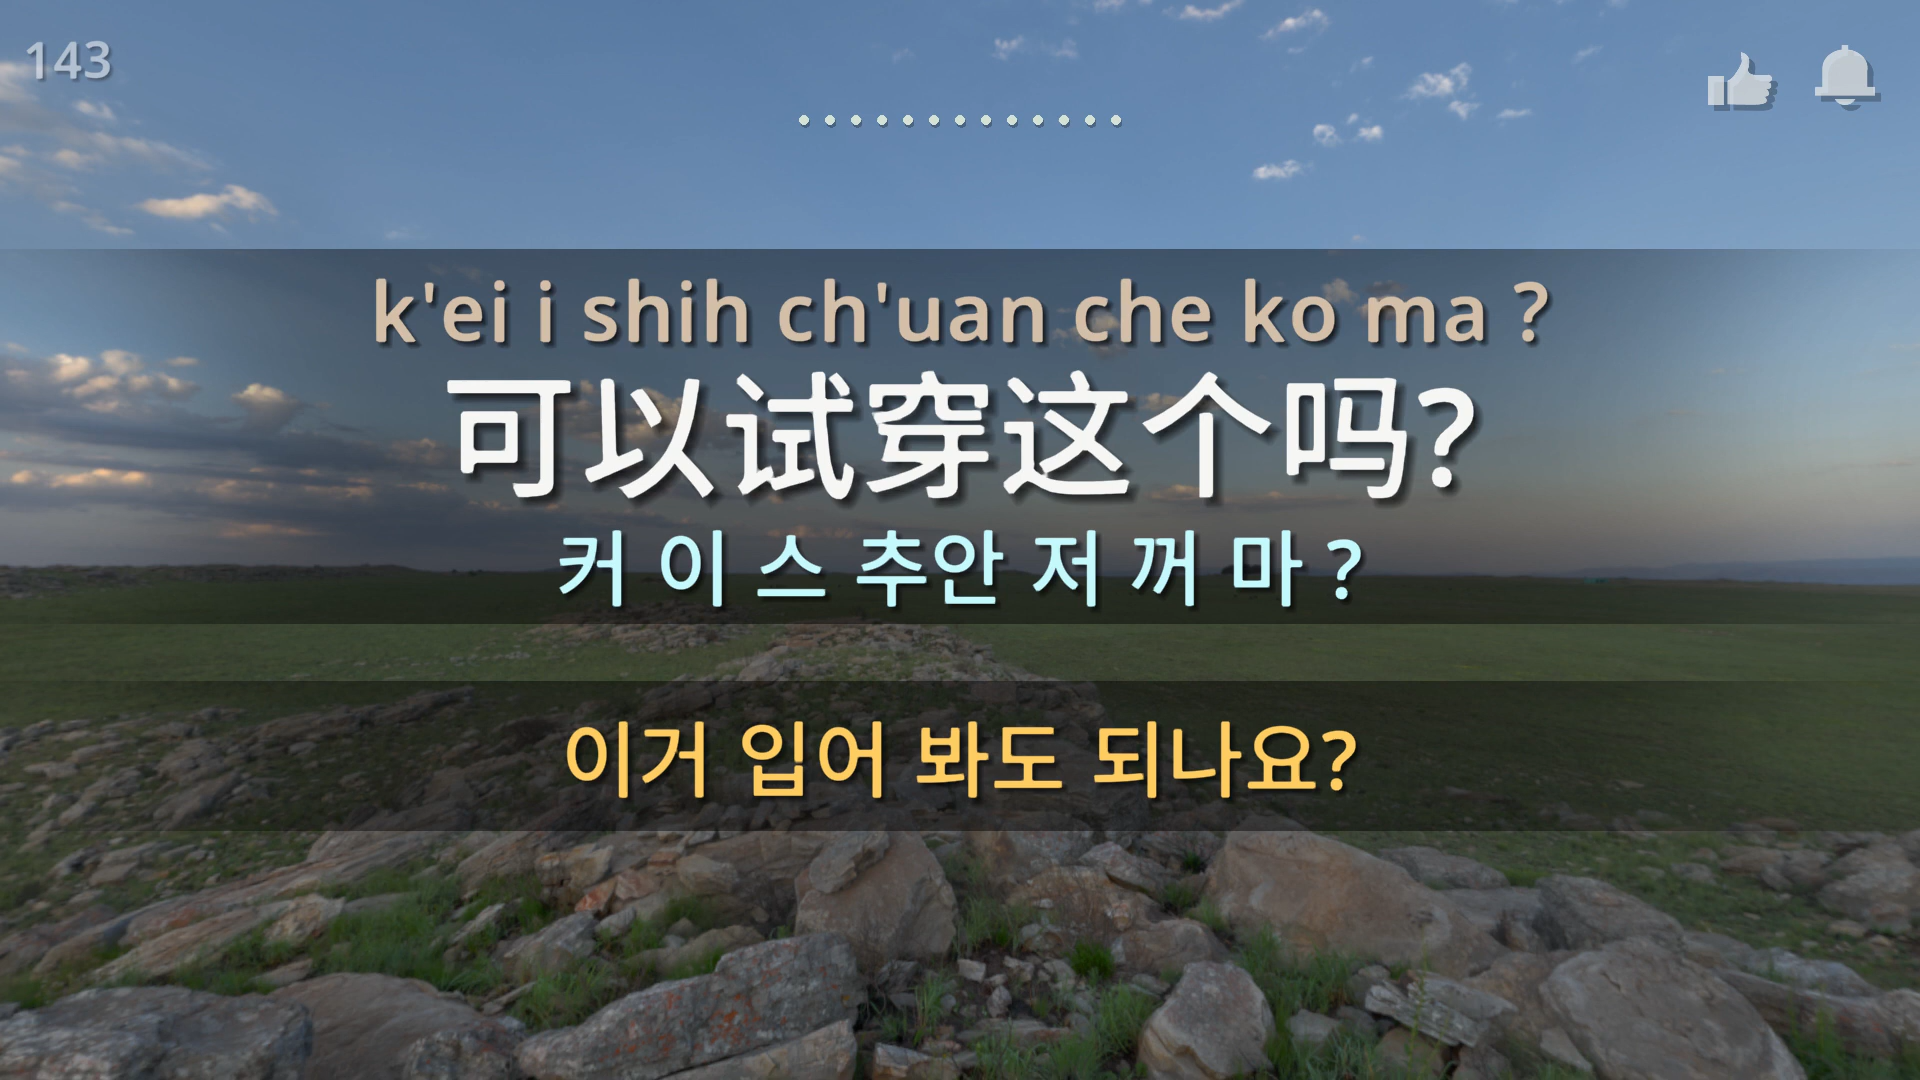 143
k'ei i shih ch'uan che ko ma ?
可以试穿这个吗?
커 이 스 추안 저 꺼 마 ?
이거 입어 봐도 되나요?